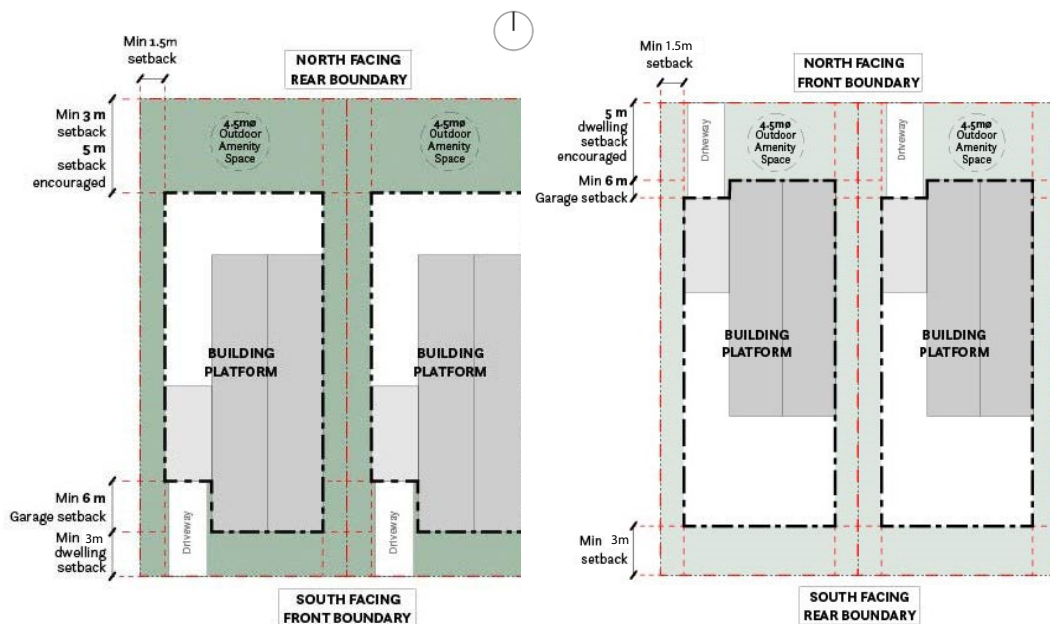 Min 1.5m
setback
NORTH FACING
REAR BOUNDARY
Min 3 m
setback
5 m
setback
encouraged
4.5mø
Outdoor
Amenity
Space
4.5mø
Outdoor
Amenity
Space
BUILDING
PLATFORM
BUILDING
PLATFORM
Min 6 m
Garage setback
Min 3m
dwelling
setback
Driveway
Driveway
SOUTH FACING
FRONT BOUNDARY
Min 1.5m
setback
NORTH FACING
FRONT BOUNDARY
5 m
dwelling
setback
encouraged
Min 6 m
Garage setback
Driveway
4.5mø
Outdoor
Amenity
Space
Driveway
4.5mø
Outdoor
Amenity
Space
BUILDING
PLATFORM
BUILDING
PLATFORM
Min 3m
setback
SOUTH FACING
REAR BOUNDARY